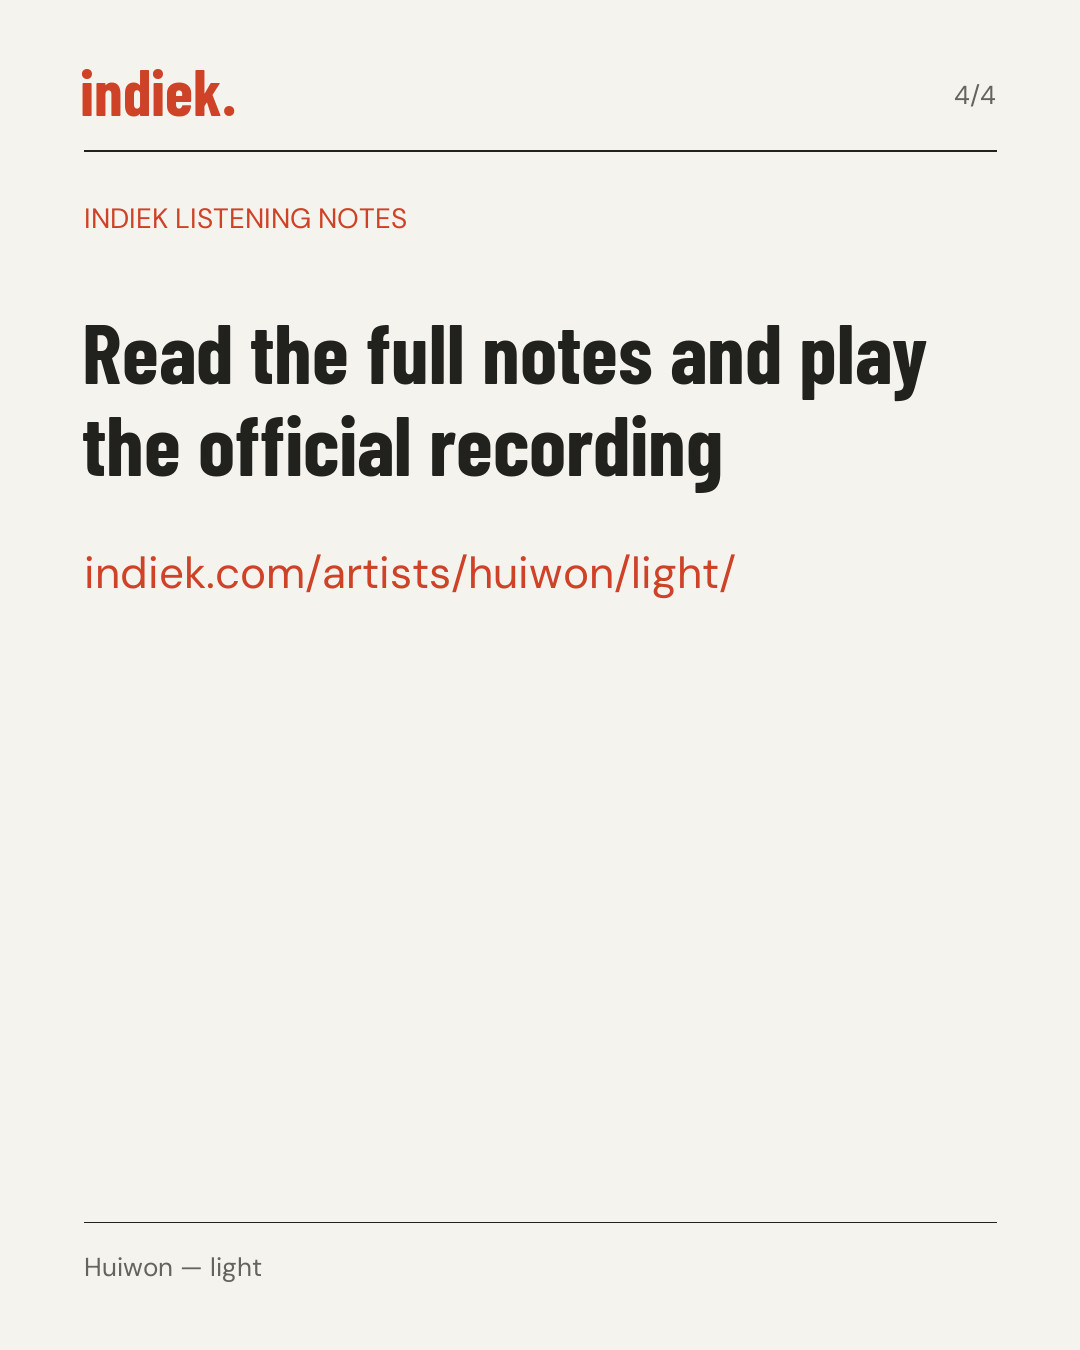 indiek.
4/4
INDIEK LISTENING NOTES
Read the full notes and play
the official recording
indiek.com/artists/huiwon/light/
Huiwon — light